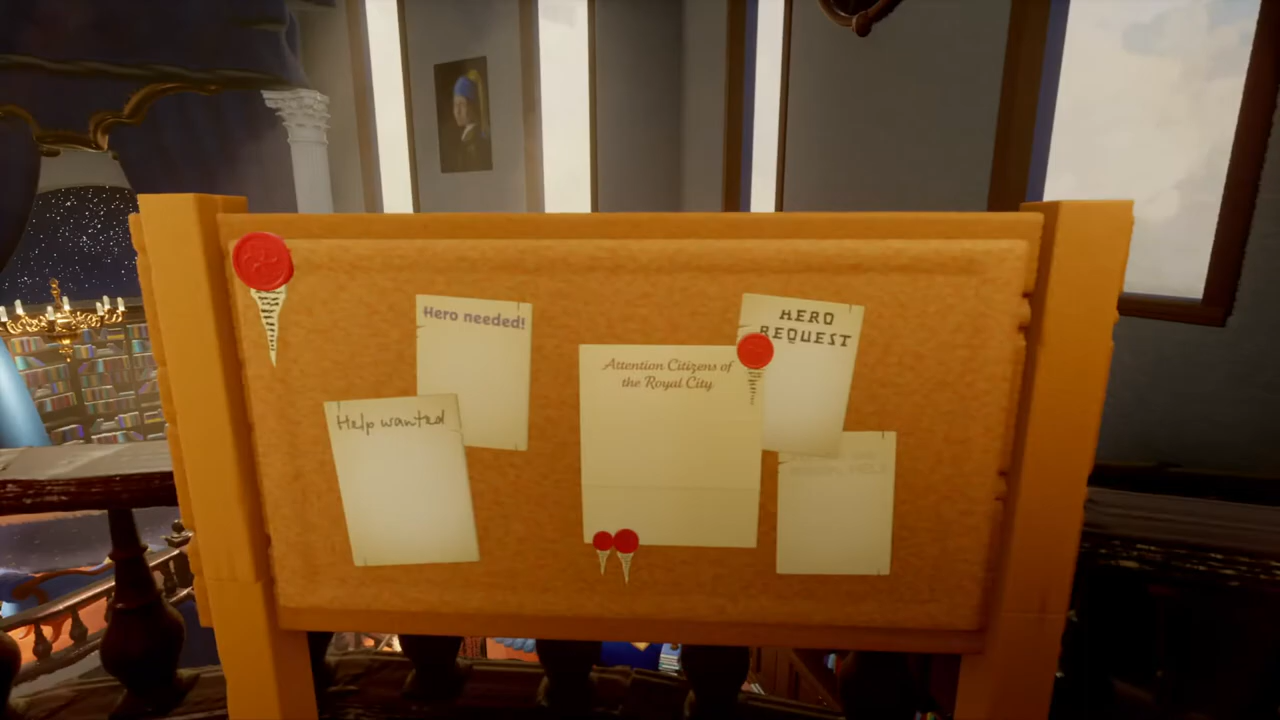 Hero needed!
Help wanted
Attention Citizens of
the Royal City
HERO
REQUEST